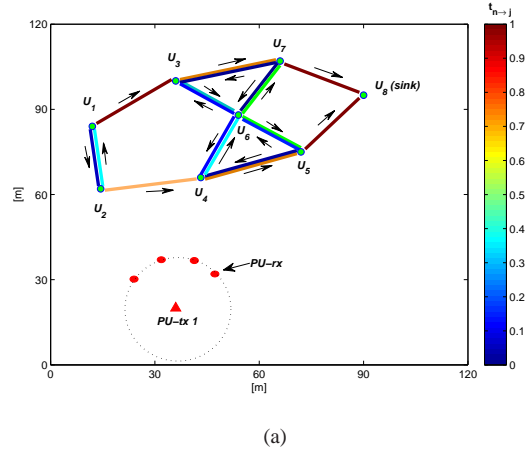 t n→j
120
90
60
30
0
[m]
0
30
60
90
120
[m]
1
0.9
0.8
0.7
0.6
0.5
0.4
0.3
0.2
0.1
0
U1
U2
U3
U4
U5
U6
U7
U8 (sink)
PU−rx
PU−tx 1
(a)